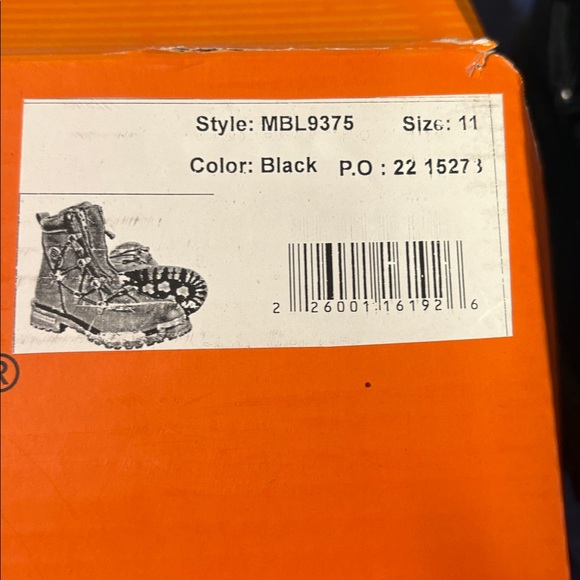 Style: MBL9375 Size: 11
Color: Black P.O : 22 15273
2 26001 16192 6
®